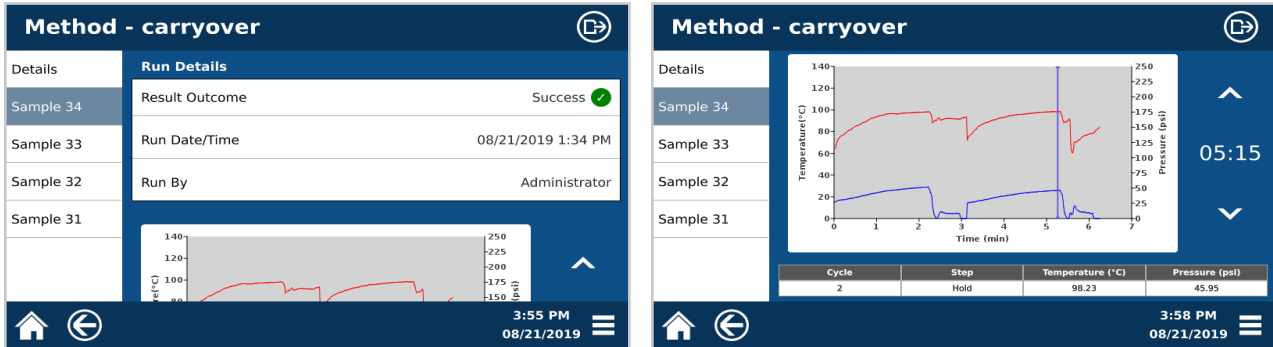 Method - carryover
Details
Sample 34
Sample 33
Sample 32
Sample 31
Run Details
Result Outcome Success
Run Date/Time 08/21/2019 1:34 PM
Run By Administrator
140
120
100
250
225
200
175
150
(psi)
3:55 PM
08/21/2019
Method - carryover
Details
Sample 34
Sample 33
Sample 32
Sample 31
Temperature(°C)
140
120
100
80
60
40
20
0
250
225
200
175
150
125
100
75
50
25
0
Pressure (psi)
0 1 2 3 4 5 6 7
Time (min)
05:15
Cycle Step Temperature (°C) Pressure (psi)
2 Hold 98.23 45.95
3:58 PM
08/21/2019